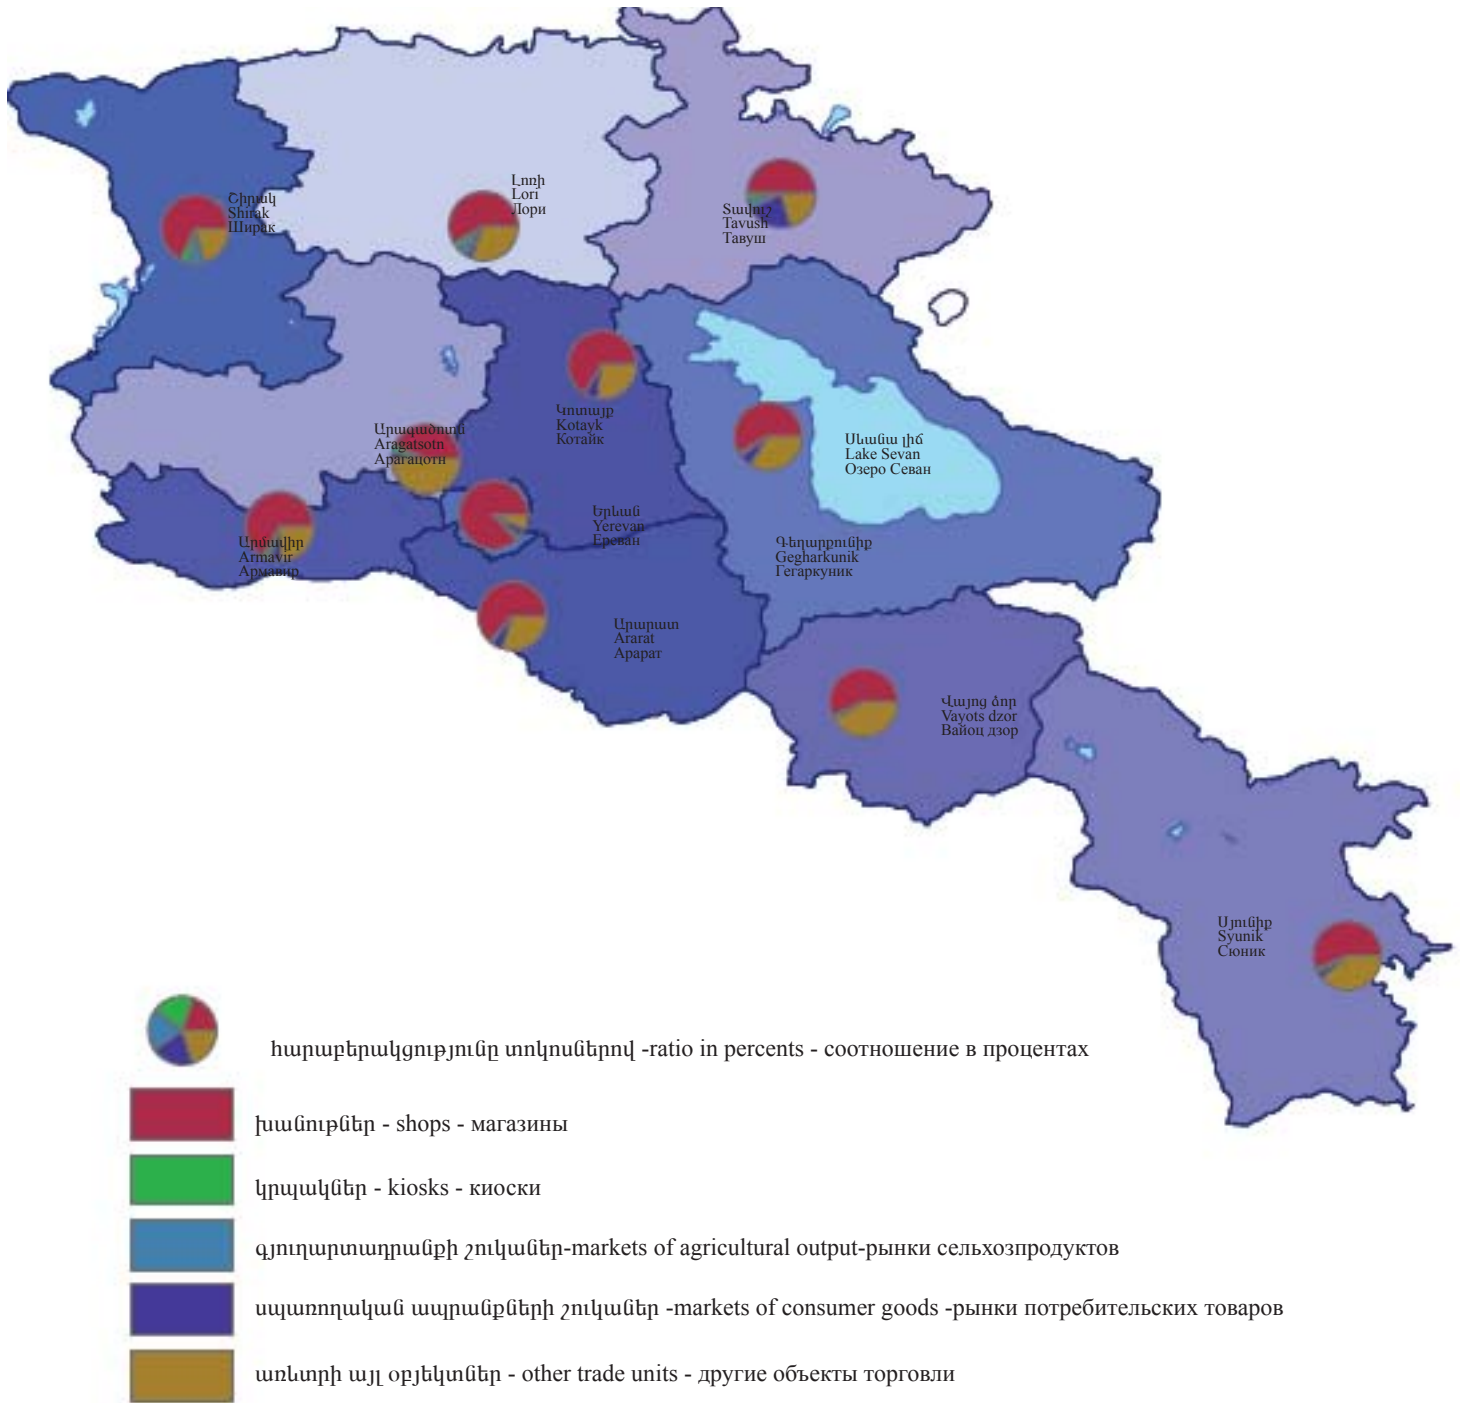 Շիրակ
Shirak
Ширак
Լոռի
Lori
Лори
Տավուշ
Tavush
Тавуш
Կոտայք
Kotayk
Котайк
Արագածոտն
Aragatsotn
Арагацотн
Սևանա լիճ
Lake Sevan
Озеро Севан
Երևան
Yerevan
Ереван
Արմավիր
Armavir
Армавир
Գեղարքունիք
Gegharkunik
Гегаркуник
Արարատ
Ararat
Арарат
Վայոց ձոր
Vayots dzor
Вайоц дзор
Սյունիք
Syunik
Сюник
հարաբերակցությունը տոկոսներով -ratio in percents - соотношение в процентах
խանութներ - shops - магазины
կրպակներ - kiosks - киоски
գյուղարտադրանքի շուկաներ-markets of agricultural output-рынки сельхозпродуктов
սպառողական ապրանքների շուկաներ -markets of consumer goods -рынки потребительских товаров
առևտրի այլ օբյեկտներ - other trade units - другие объекты торговли